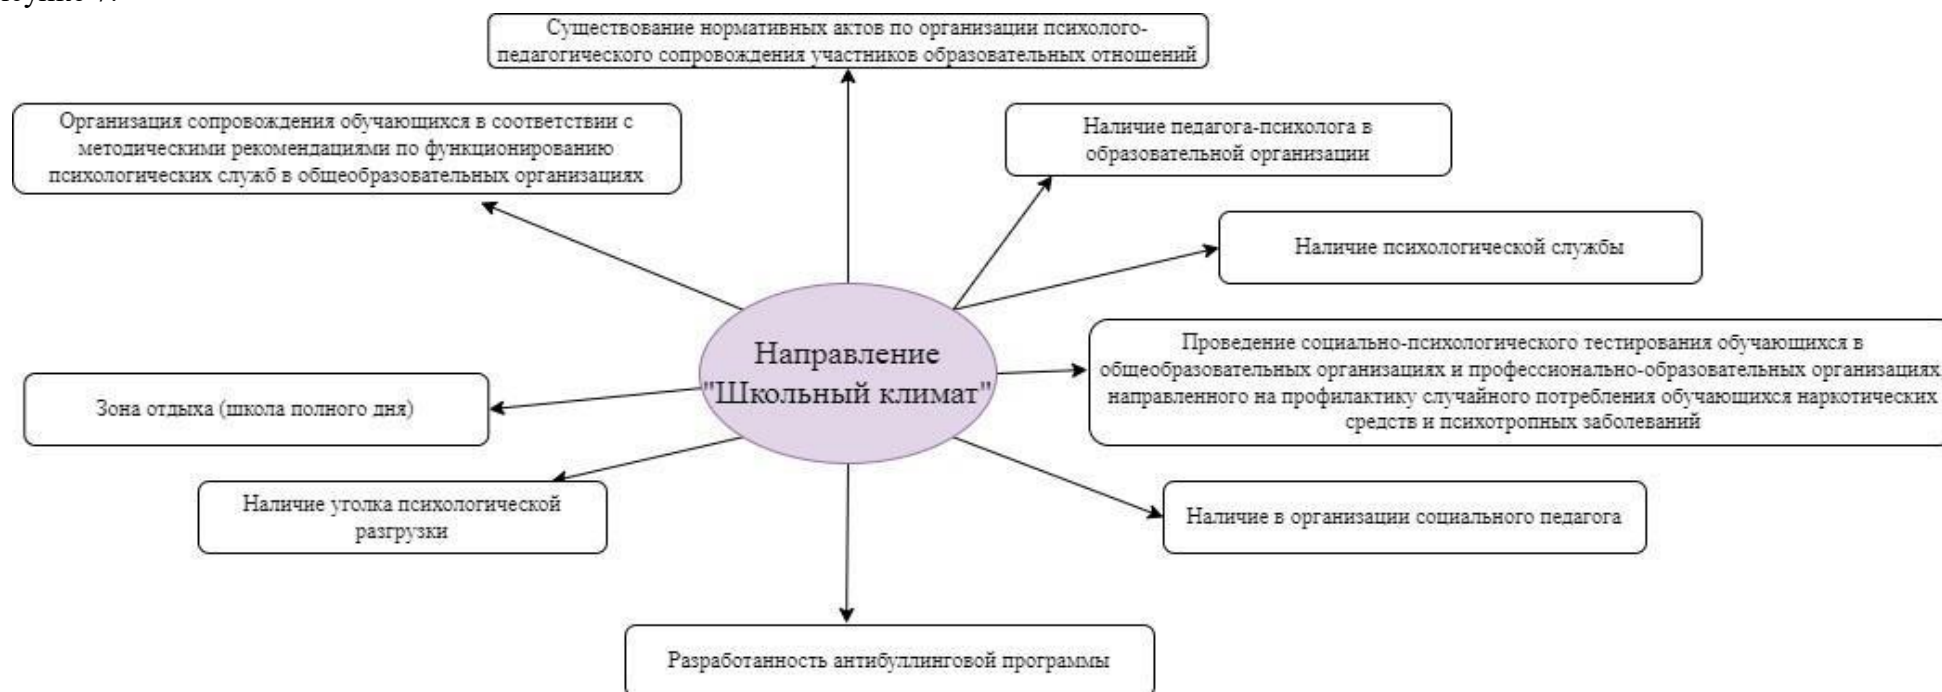 Существование нормативных актов по организации психолого-
педагогического сопровождения участников образовательных отношений
Организация сопровождения обучающихся в соответствии с
методическими рекомендациями по функционированию
психологических служб в общеобразовательных организациях
Наличие педагога-психолога в
образовательной организации
Наличие психологической службы
Проведение социально-психологического тестирования обучающихся в
общеобразовательных организациях и профессионально-образовательных организациях
направленного на профилактику случайного потребления обучающихся наркотических
средств и психотропных заболеваний
Направление
"Школьный климат"
Зона отдыха (школа полного дня)
Наличие уголка психологической
разгрузки
Наличие в организации социального педагога
Разработанность антибуллинговой программы